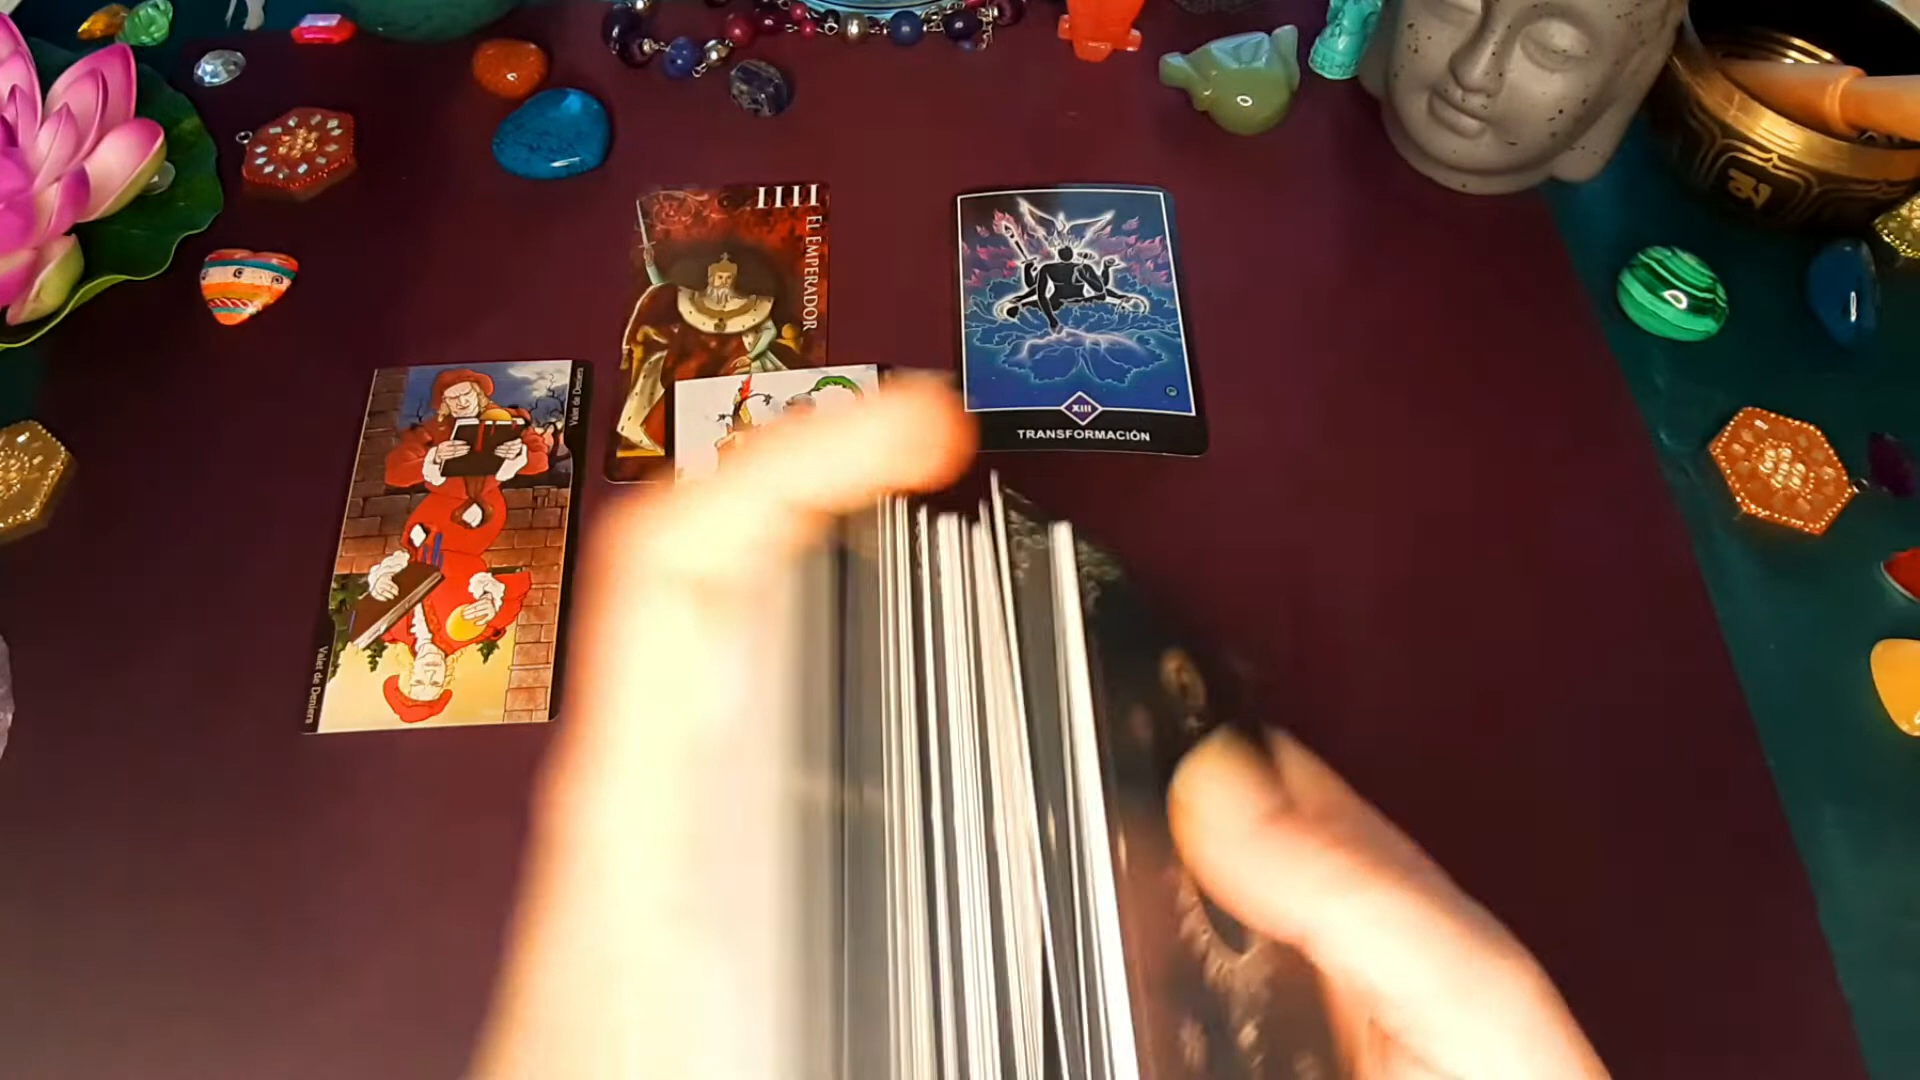 IIII
EL EMPERADOR
XIII
TRANSFORMACIÓN
Valet de Deniers
Valet de Deniers